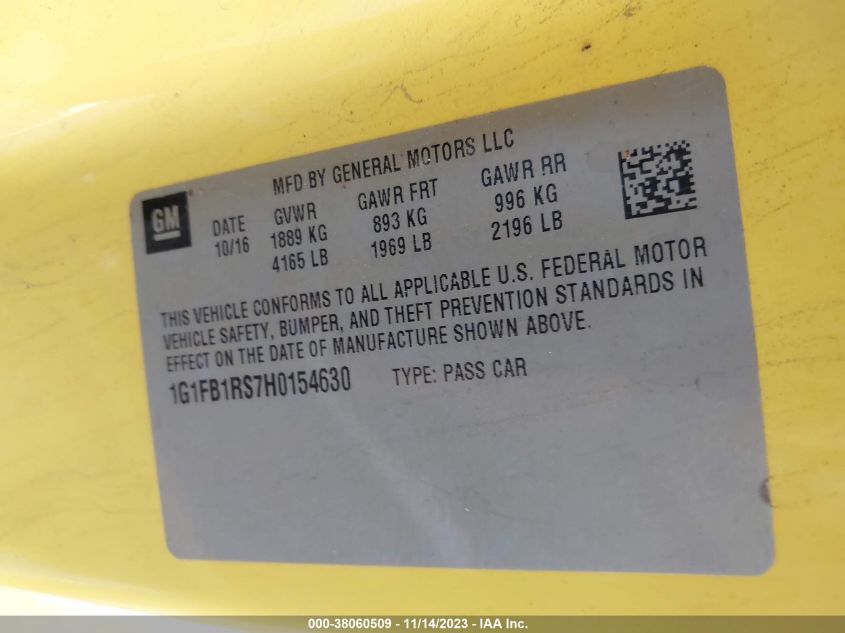 MFD BY GENERAL MOTORS LLC
GM
DATE GVWR GAWR FRT GAWR RR
10/16 1889 KG 893 KG 996 KG
4165 LB 1969 LB 2196 LB
THIS VEHICLE CONFORMS TO ALL APPLICABLE U.S. FEDERAL MOTOR
VEHICLE SAFETY, BUMPER, AND THEFT PREVENTION STANDARDS IN
EFFECT ON THE DATE OF MANUFACTURE SHOWN ABOVE.
1G1FB1RS7H0154630 TYPE: PASS CAR
000-38060509 - 11/14/2023 - IAA Inc.